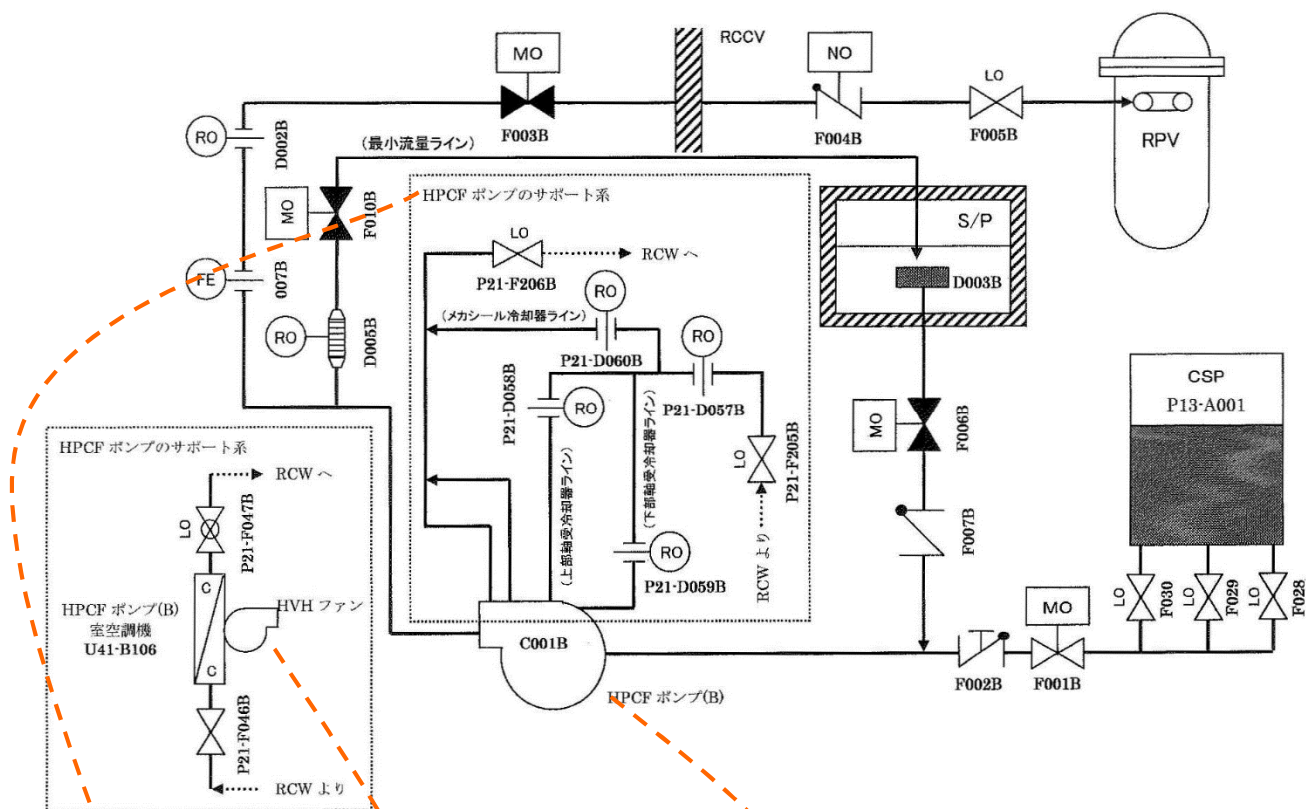 RCCV
MO
F003B
NO
F004B
LO
F005B
RPV
RO
D002B
(最小流量ライン)
MO
F010B
FE
007B
RO
D005B
S/P
D003B
HPCF ポンプのサポート系
LO
P21-F206B
RCW へ
RO
(メカシール冷却器ライン)
P21-D060B
RO
P21-D057B
P21-D058B
RO
LO
P21-F205B
RCW より
(上部軸受冷却器ライン)
(下部軸受冷却器ライン)
RO
P21-D059B
MO
F006B
F007B
CSP
P13-A001
LO
F030
LO
F029
LO
F028
MO
F002B
F001B
C001B
HPCF ポンプ(B)
HPCF ポンプのサポート系
RCW へ
LO
P21-F047B
C
C
HPCF ポンプ(B)
室空調機
U41-B106
HVH ファン
P21-F046B
RCW より